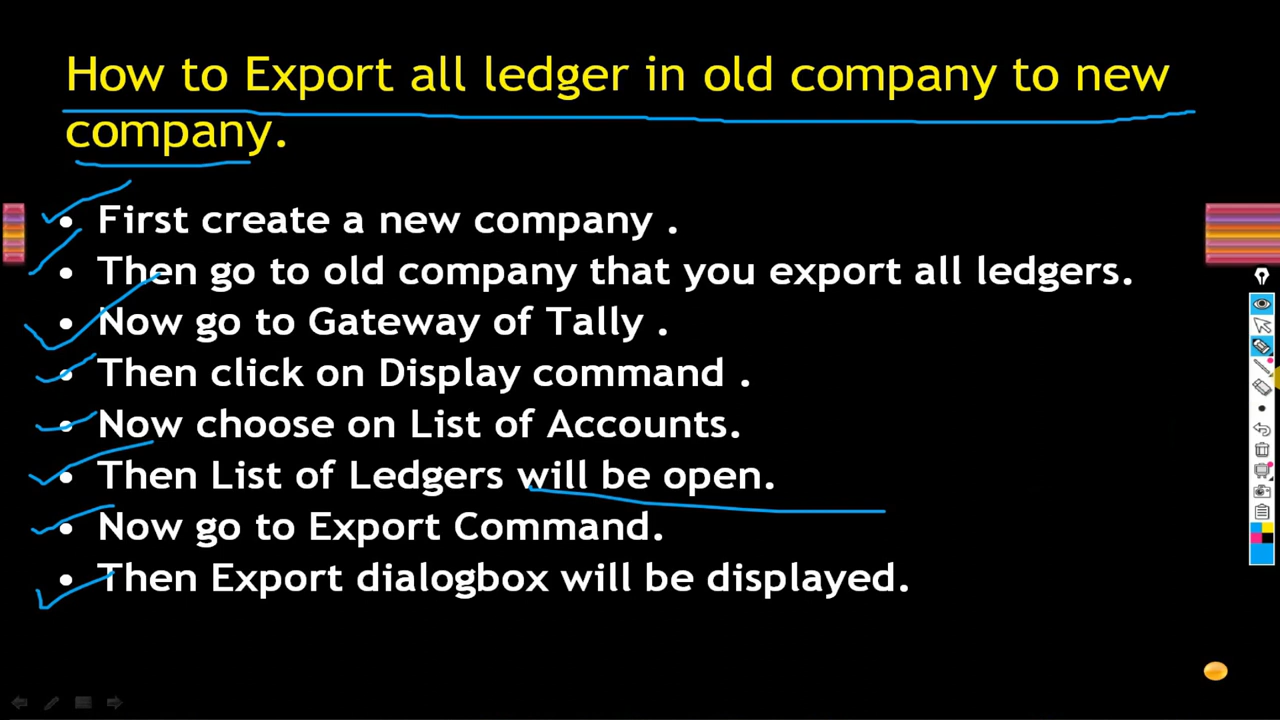 How to Export all ledger in old company to new
company.
• First create a new company .
• Then go to old company that you export all ledgers.
• Now go to Gateway of Tally .
• Then click on Display command .
• Now choose on List of Accounts.
• Then List of Ledgers will be open.
• Now go to Export Command.
• Then Export dialogbox will be displayed.